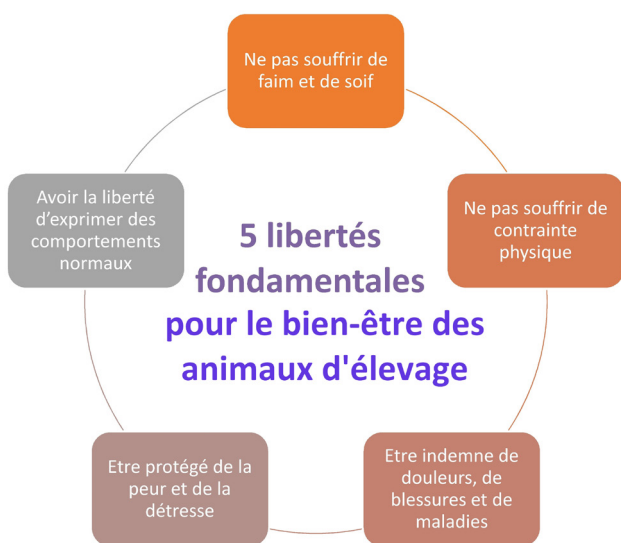 Ne pas souffrir de
faim et de soif
Ne pas souffrir de
contrainte
physique
Etre indemne de
douleurs, de
blessures et de
maladies
Etre protégé de la
peur et de la
détresse
Avoir la liberté
d’exprimer des
comportements
normaux
5 libertés
fondamentales
pour le bien-être des
animaux d'élevage